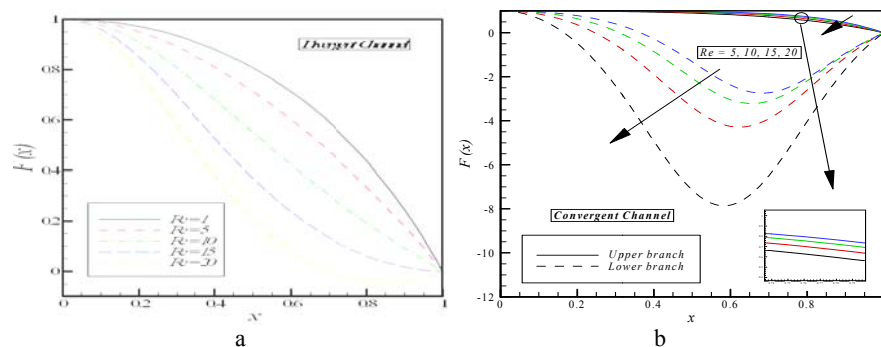 1
0.8
0.6
0.4
0.2
0
F(x)
Divergent Channel
Re=1
Re=5
Re=10
Re=15
Re=20
0
0.2
0.4
0.6
0.8
1
x
a
0
-2
-4
-6
-8
-10
-12
F(x)
Re = 5, 10, 15, 20
Convergent Channel
Upper branch
Lower branch
0
0.2
0.4
0.6
0.8
x
b